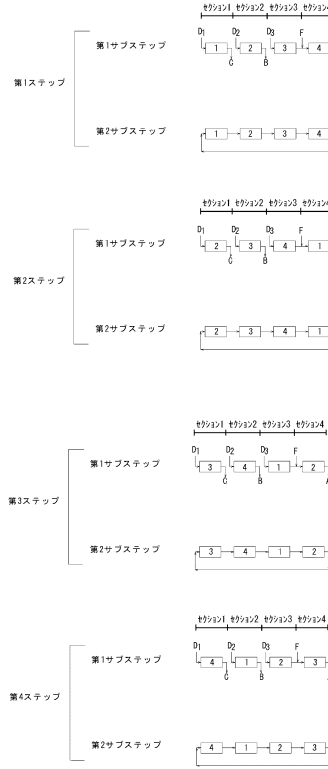 セクション1 セクション2 セクション3 セクション4
D1 D2 D3 F
第1サブステップ 1 2 3 4
C B
第1ステップ
第2サブステップ 1 2 3 4
セクション1 セクション2 セクション3 セクション4
D1 D2 D3 F
第1サブステップ 2 3 4 1
C B
第2ステップ
第2サブステップ 2 3 4 1
セクション1 セクション2 セクション3 セクション4
D1 D2 D3 F
第1サブステップ 3 4 1 2
C B A
第3ステップ
第2サブステップ 3 4 1 2
セクション1 セクション2 セクション3 セクション4
D1 D2 D3 F
第1サブステップ 4 1 2 3
C B
第4ステップ
第2サブステップ 4 1 2 3